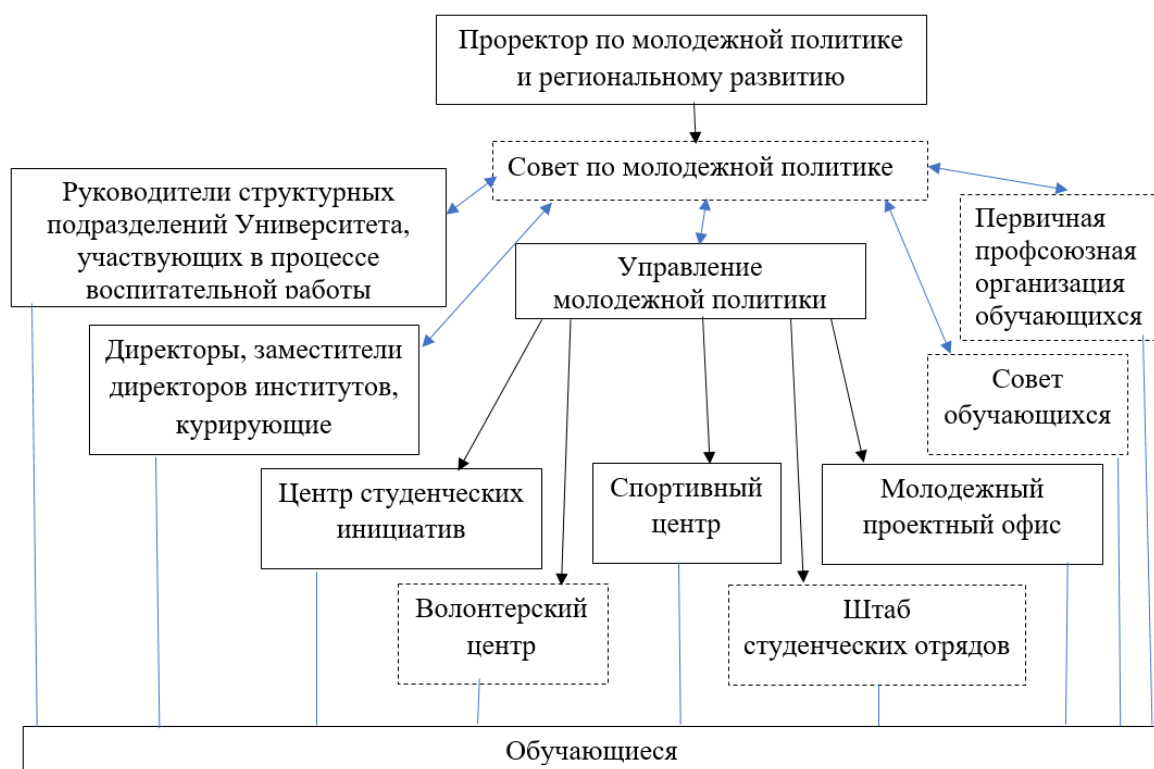 Проректор по молодежной политике
и региональному развитию
Совет по молодежной политике
Руководители структурных
подразделений Университета,
участвующих в процессе
воспитательной работы
Первичная
профсоюзная
организация
обучающихся
Управление
молодежной политики
Директоры, заместители
директоров институтов,
курирующие
Совет
обучающихся
Центр студенческих
инициатив
Спортивный
центр
Молодежный
проектный офис
Волонтерский
центр
Штаб
студенческих отрядов
Обучающиеся